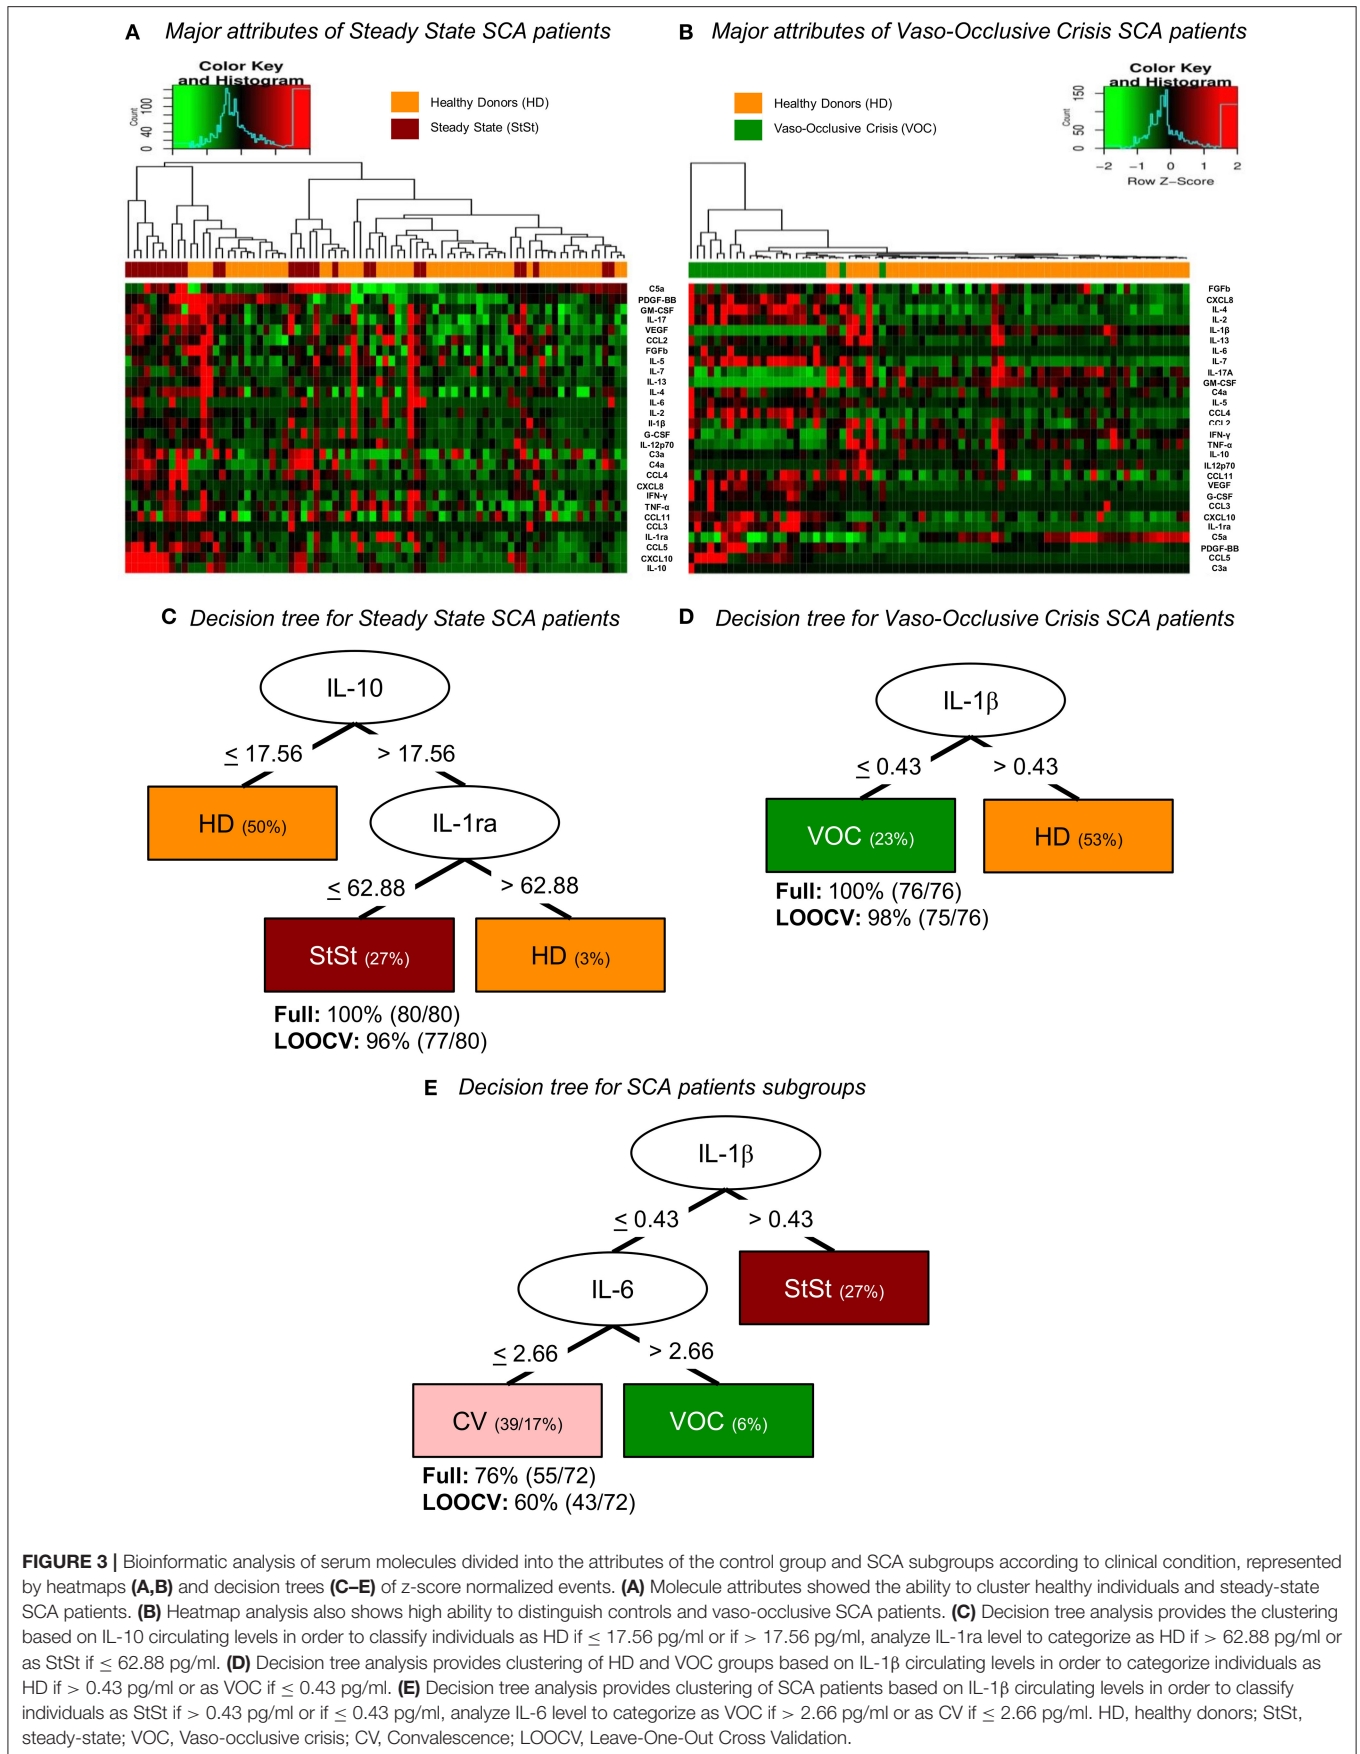 A Major attributes of Steady State SCA patients
B Major attributes of Vaso-Occlusive Crisis SCA patients
Color Key
and Histogram
Count
0 40 100
Healthy Donors (HD)
Steady State (StSt)
Healthy Donors (HD)
Vaso-Occlusive Crisis (VOC)
Color Key
and Histogram
Count
0 50 150
-2 -1 0 1 2
Row Z-Score
C5a
PDGF-BB
GM-CSF
IL-17
VEGF
CCL2
FGFb
IL-5
IL-7
IL-13
IL-4
IL-6
IL-2
Il-1β
G-CSF
IL-12p70
C3a
C4a
CCL4
CXCL8
IFN-γ
TNF-α
CCL11
CCL3
IL-1ra
CCL5
CXCL10
IL-10
FGFb
CXCL8
IL-4
IL-2
IL-1β
IL-13
IL-6
IL-7
IL-17A
GM-CSF
C4a
IL-5
CCL4
CCL2
IFN-γ
TNF-α
IL-10
IL12p70
CCL11
VEGF
G-CSF
CCL3
CXCL10
IL-1ra
C5a
PDGF-BB
CCL5
C3a
C Decision tree for Steady State SCA patients
IL-10
≤ 17.56 > 17.56
HD (50%)
IL-1ra
≤ 62.88 > 62.88
StSt (27%)
HD (3%)
Full: 100% (80/80)
LOOCV: 96% (77/80)
D Decision tree for Vaso-Occlusive Crisis SCA patients
IL-1β
≤ 0.43 > 0.43
VOC (23%)
HD (53%)
Full: 100% (76/76)
LOOCV: 98% (75/76)
E Decision tree for SCA patients subgroups
IL-1β
≤ 0.43 > 0.43
IL-6
StSt (27%)
≤ 2.66 > 2.66
CV (39/17%)
VOC (6%)
Full: 76% (55/72)
LOOCV: 60% (43/72)
FIGURE 3 | Bioinformatic analysis of serum molecules divided into the attributes of the control group and SCA subgroups according to clinical condition, represented
by heatmaps (A,B) and decision trees (C–E) of z-score normalized events. (A) Molecule attributes showed the ability to cluster healthy individuals and steady-state
SCA patients. (B) Heatmap analysis also shows high ability to distinguish controls and vaso-occlusive SCA patients. (C) Decision tree analysis provides the clustering
based on IL-10 circulating levels in order to classify individuals as HD if ≤ 17.56 pg/ml or if > 17.56 pg/ml, analyze IL-1ra level to categorize as HD if > 62.88 pg/ml or
as StSt if ≤ 62.88 pg/ml. (D) Decision tree analysis provides clustering of HD and VOC groups based on IL-1β circulating levels in order to categorize individuals as
HD if > 0.43 pg/ml or as VOC if ≤ 0.43 pg/ml. (E) Decision tree analysis provides clustering of SCA patients based on IL-1β circulating levels in order to classify
individuals as StSt if > 0.43 pg/ml or if ≤ 0.43 pg/ml, analyze IL-6 level to categorize as VOC if > 2.66 pg/ml or as CV if ≤ 2.66 pg/ml. HD, healthy donors; StSt,
steady-state; VOC, Vaso-occlusive crisis; CV, Convalescence; LOOCV, Leave-One-Out Cross Validation.